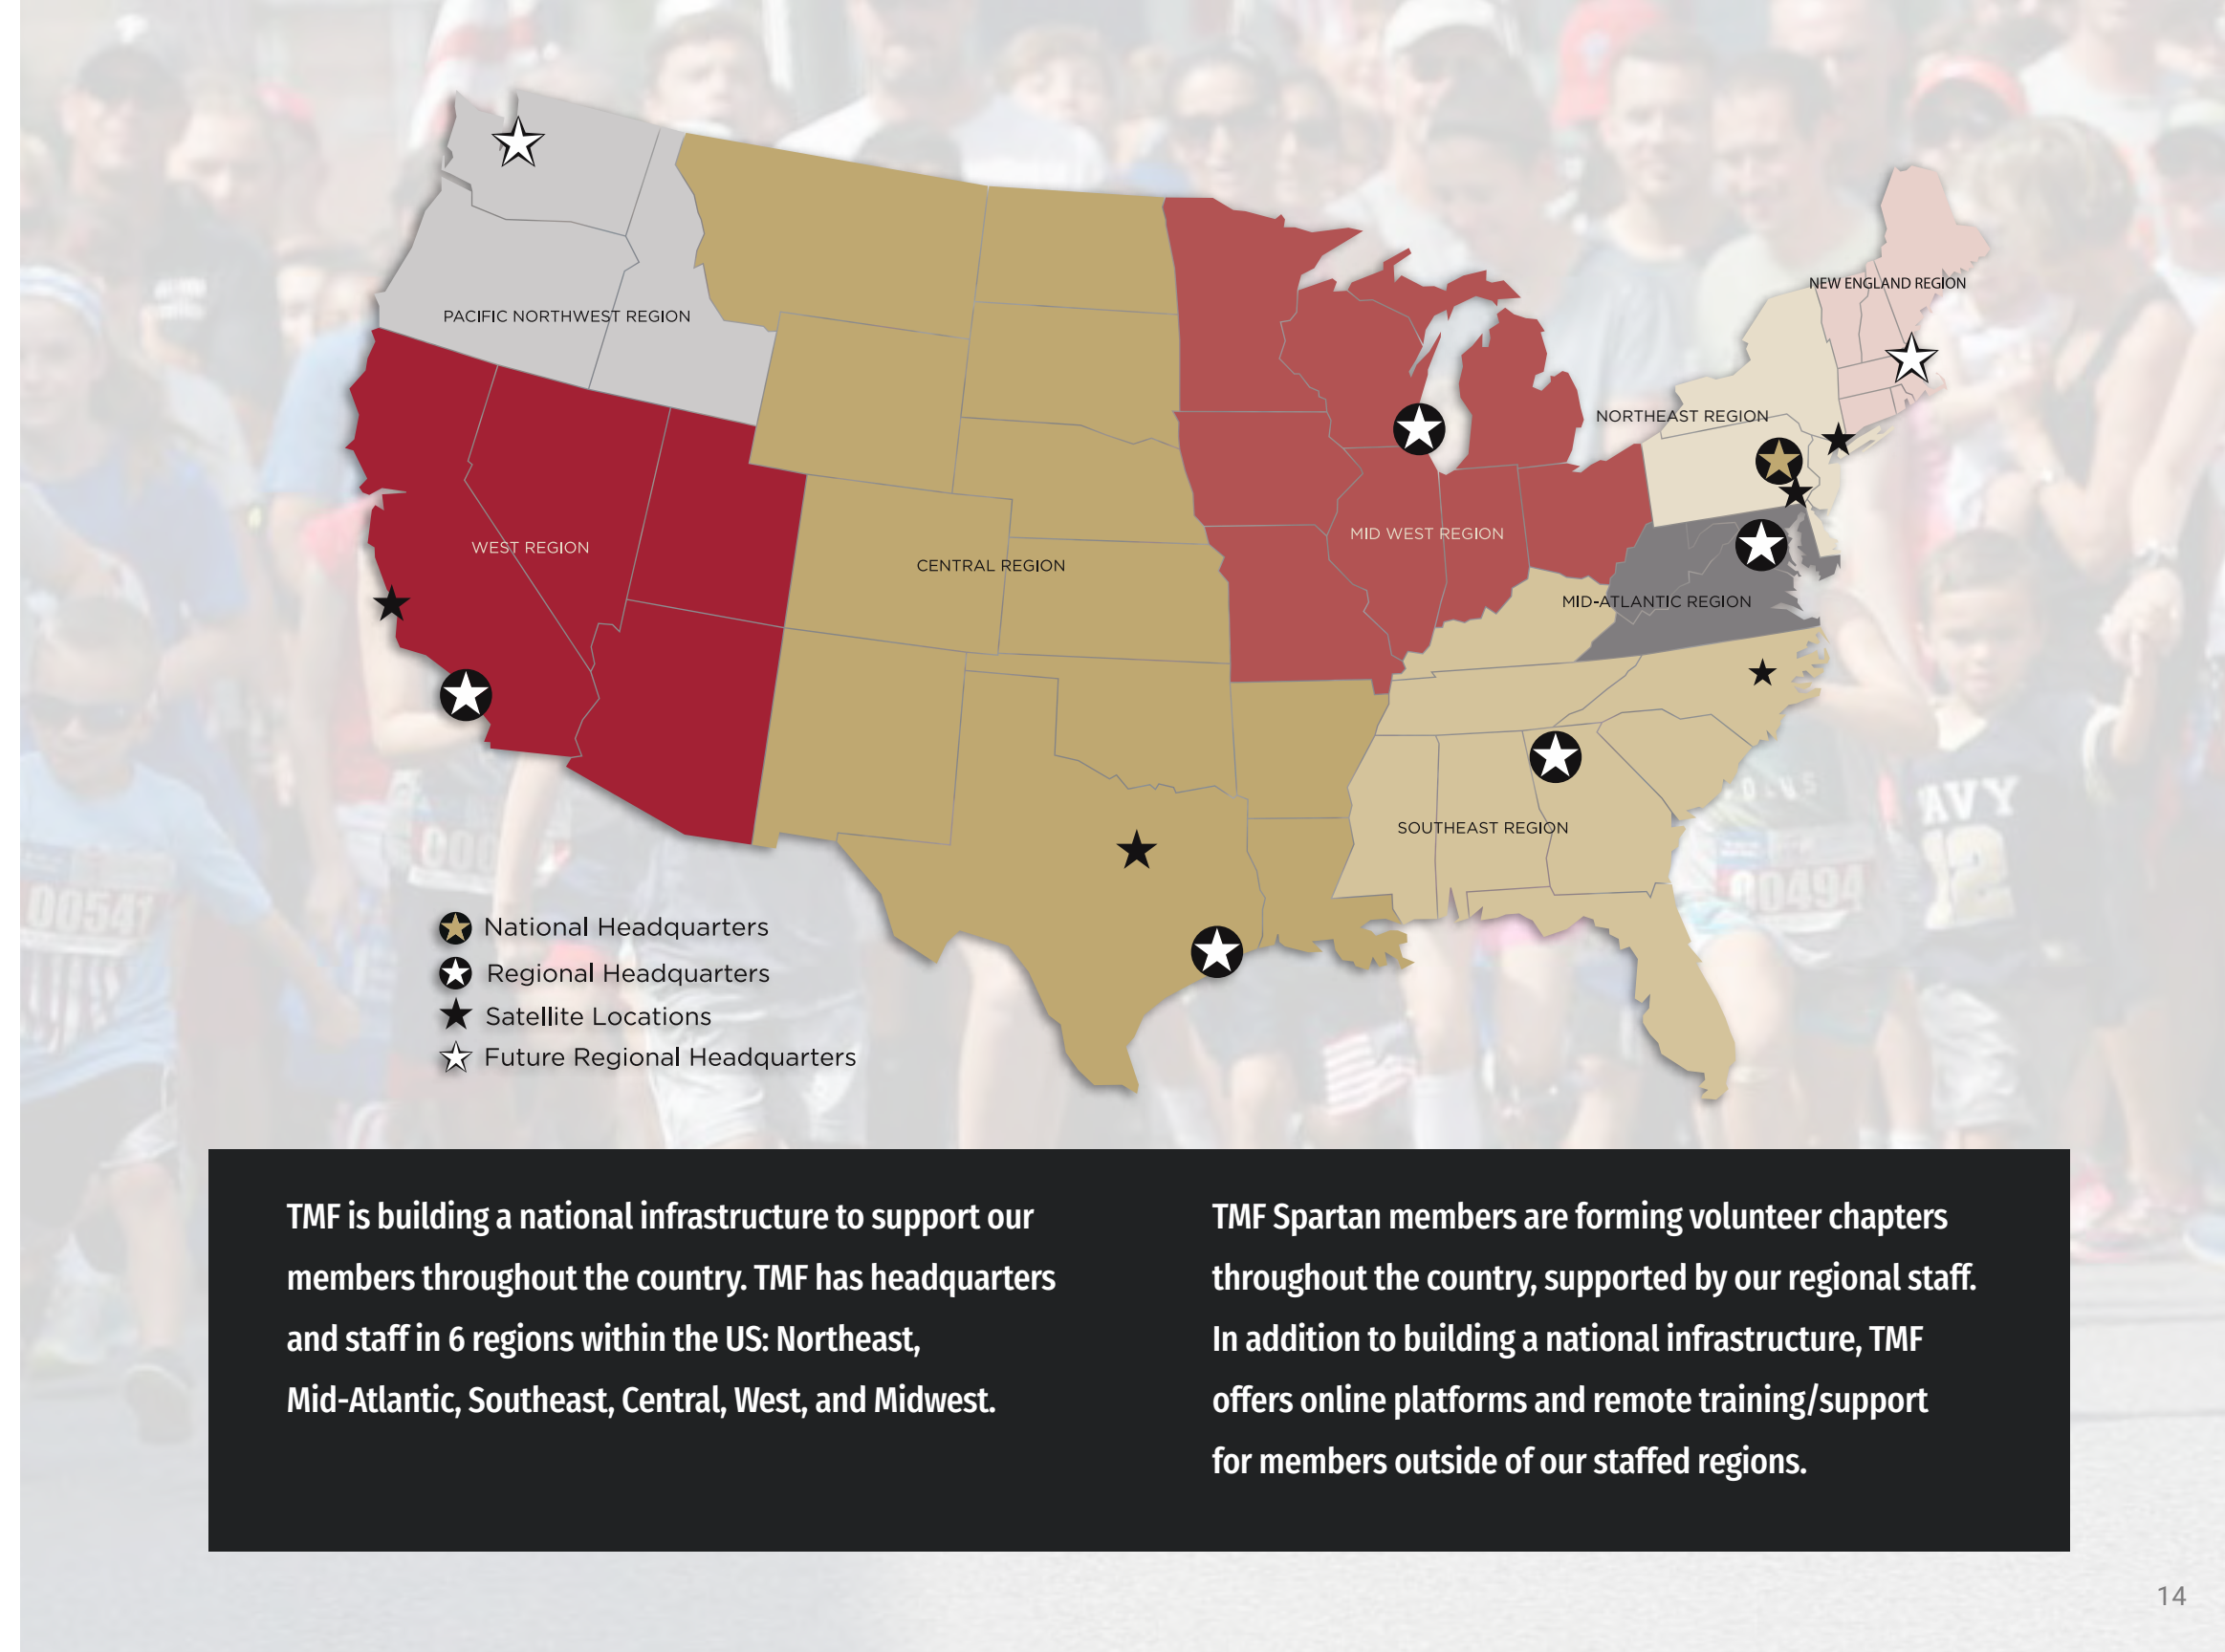 PACIFIC NORTHWEST REGION
NEW ENGLAND REGION
NORTHEAST REGION
WEST REGION
CENTRAL REGION
MID WEST REGION
MID-ATLANTIC REGION
SOUTHEAST REGION
AVY
12
00541
000
00494
National Headquarters
Regional Headquarters
Satellite Locations
Future Regional Headquarters
TMF is building a national infrastructure to support our
members throughout the country. TMF has headquarters
and staff in 6 regions within the US: Northeast,
Mid-Atlantic, Southeast, Central, West, and Midwest.
TMF Spartan members are forming volunteer chapters
throughout the country, supported by our regional staff.
In addition to building a national infrastructure, TMF
offers online platforms and remote training/support
for members outside of our staffed regions.
14